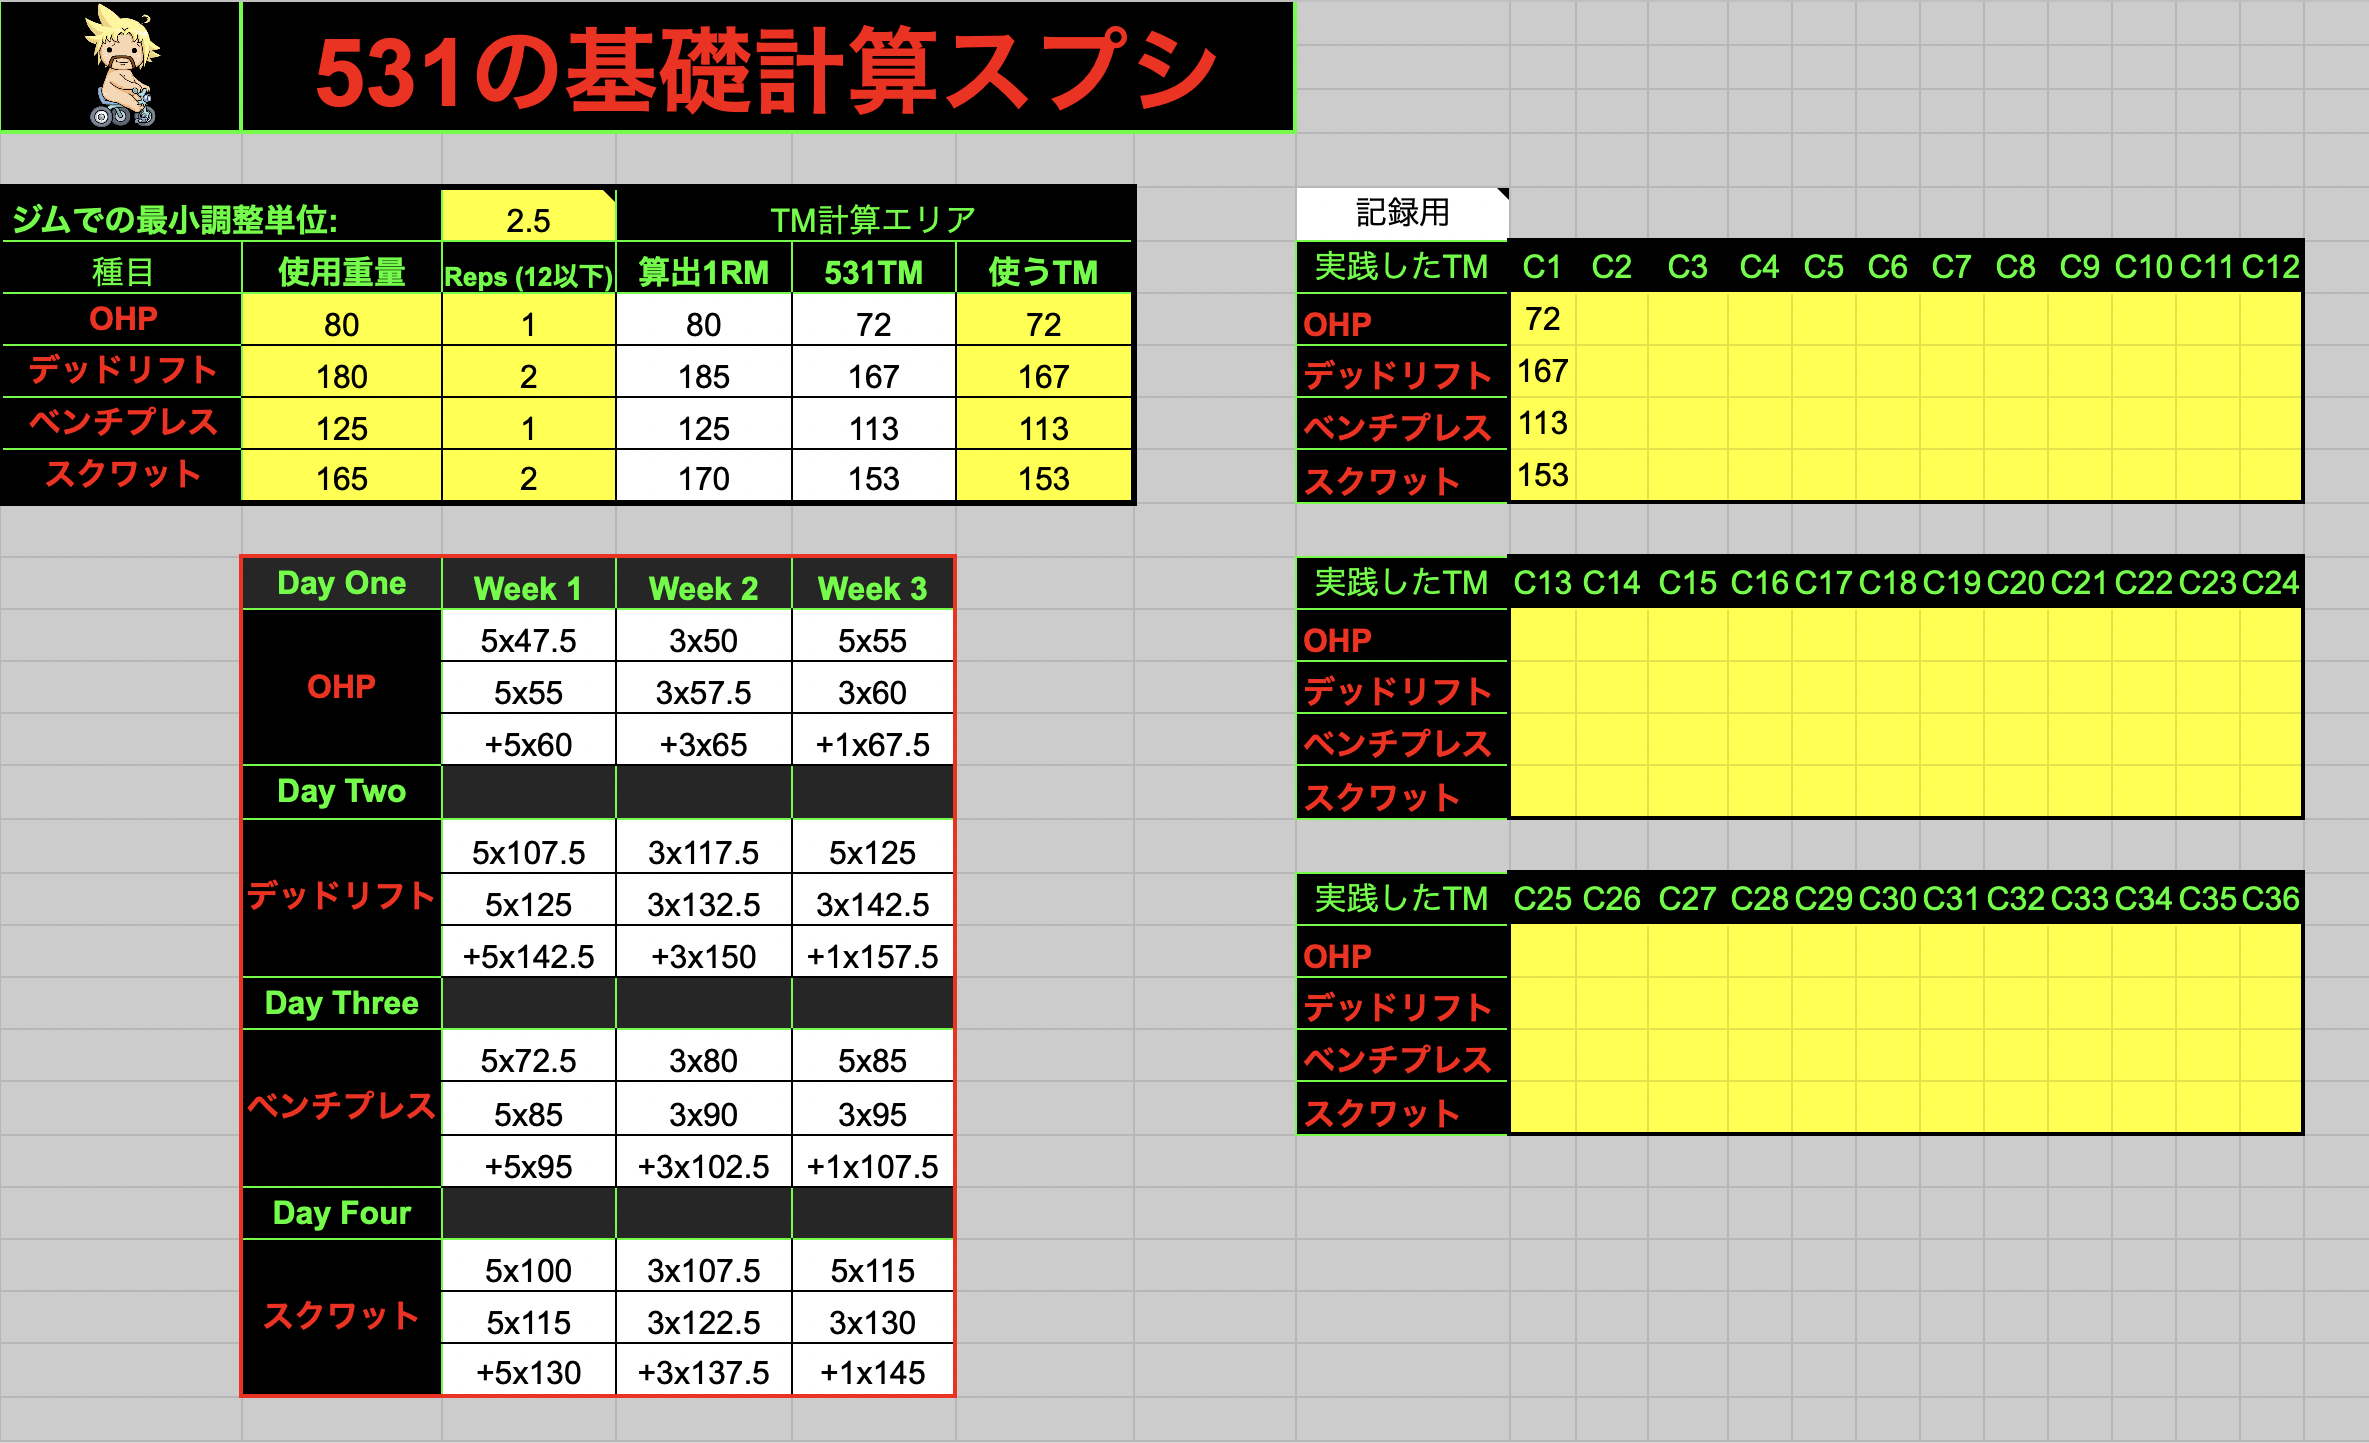 531の基礎計算スプシ
ジムでの最小調整単位: 2.5 TM計算エリア
種目 使用重量 Reps (12以下) 算出1RM 531TM 使うTM
OHP 80 1 80 72 72
デッドリフト 180 2 185 167 167
ベンチプレス 125 1 125 113 113
スクワット 165 2 170 153 153
Day One Week 1 Week 2 Week 3
5x47.5 3x50 5x55
OHP 5x55 3x57.5 3x60
+5x60 +3x65 +1x67.5
Day Two
5x107.5 3x117.5 5x125
デッドリフト 5x125 3x132.5 3x142.5
+5x142.5 +3x150 +1x157.5
Day Three
5x72.5 3x80 5x85
ベンチプレス 5x85 3x90 3x95
+5x95 +3x102.5 +1x107.5
Day Four
5x100 3x107.5 5x115
スクワット 5x115 3x122.5 3x130
+5x130 +3x137.5 +1x145
記録用
実践したTM C1 C2 C3 C4 C5 C6 C7 C8 C9 C10 C11 C12
OHP 72
デッドリフト 167
ベンチプレス 113
スクワット 153
実践したTM C13 C14 C15 C16 C17 C18 C19 C20 C21 C22 C23 C24
OHP
デッドリフト
ベンチプレス
スクワット
実践したTM C25 C26 C27 C28 C29 C30 C31 C32 C33 C34 C35 C36
OHP
デッドリフト
ベンチプレス
スクワット